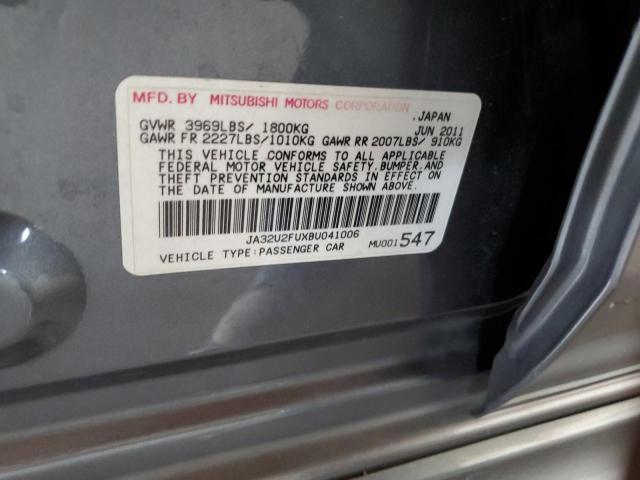 MFD. BY MITSUBISHI MOTORS CORPORATION, JAPAN
GVWR 3969LBS/ 1800KG JUN 2011
GAWR FR 2227LBS/1010KG GAWR RR 2007LBS/ 910KG
THIS VEHICLE CONFORMS TO ALL APPLICABLE
FEDERAL MOTOR VEHICLE SAFETY,BUMPER,AND
THEFT PREVENTION STANDARDS IN EFFECT ON
THE DATE OF MANUFACTURE SHOWN ABOVE.
JA32U2FUXBU041006
VEHICLE TYPE:PASSENGER CAR MU001547